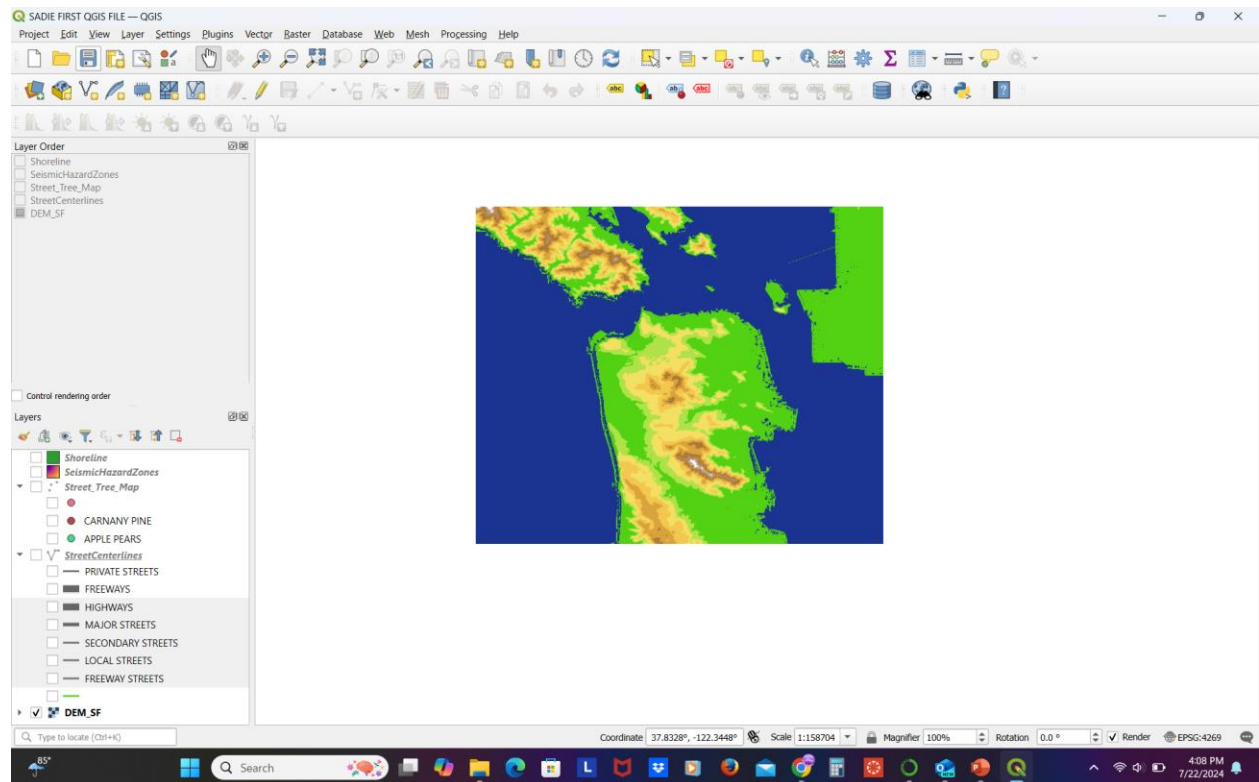 SADIE FIRST QGIS FILE — QGIS
Project Edit View Layer Settings Plugins Vector Raster Database Web Mesh Processing Help
abc
ab
abc
?
Layer Order
Shoreline
SeismicHazardZones
Street_Tree_Map
StreetCenterlines
DEM_SF
Control rendering order
Layers
Shoreline
SeismicHazardZones
Street_Tree_Map
CARNANY PINE
APPLE PEARS
StreetCenterlines
PRIVATE STREETS
FREEWAYS
HIGHWAYS
MAJOR STREETS
SECONDARY STREETS
LOCAL STREETS
FREEWAY STREETS
DEM_SF
Type to locate (Ctrl+K) Coordinate 37.8328°, -122.3448° Scale 1:158704 Magnifier 100% Rotation 0.0 ° Render EPSG:4269
85° Search L 4:08 PM
7/22/2024